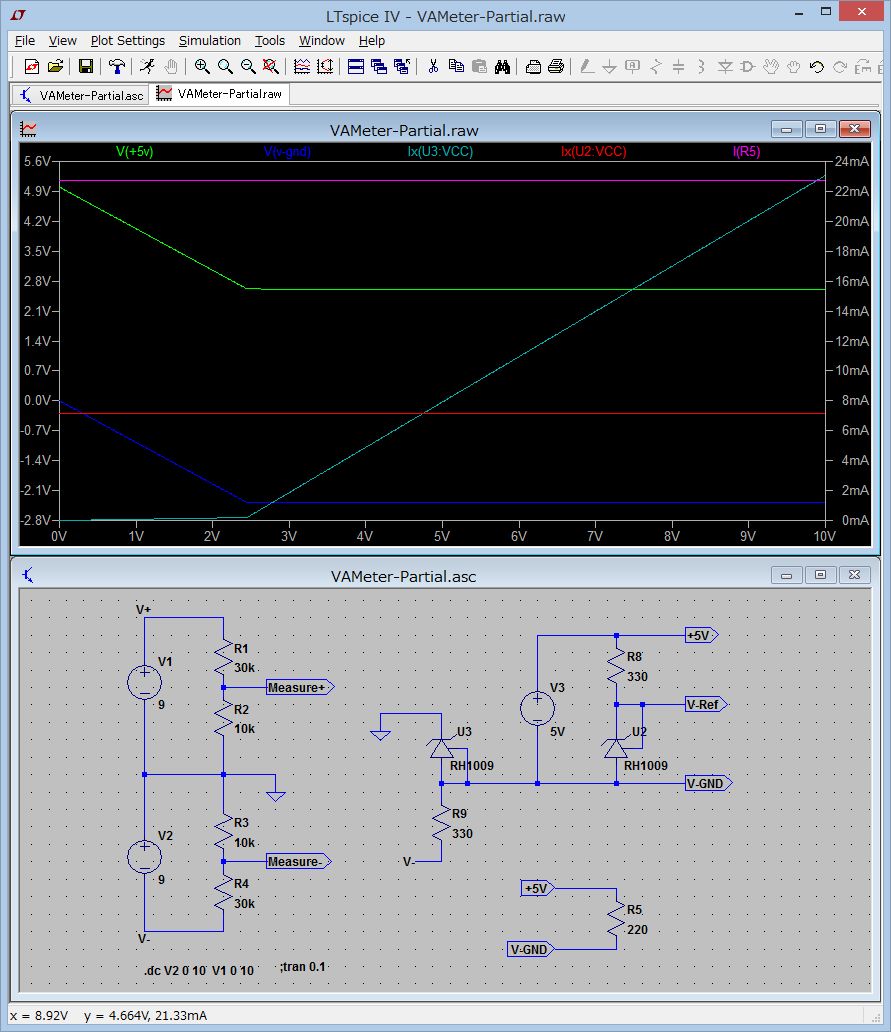 LTspice IV - VAMeter-Partial.raw
File View Plot Settings Simulation Tools Window Help
VAMeter-Partial.asc VAMeter-Partial.raw
VAMeter-Partial.raw
V(+5v) V(v-gnd) Ix(U3:VCC) Ix(U2:VCC) I(R5)
5.6V 24mA
4.9V 22mA
4.2V 20mA
3.5V 18mA
2.8V 16mA
2.1V 14mA
1.4V 12mA
0.7V 10mA
0.0V 8mA
-0.7V 6mA
-1.4V 4mA
-2.1V 2mA
-2.8V 0mA
0V 1V 2V 3V 4V 5V 6V 7V 8V 9V 10V
VAMeter-Partial.asc
V+
R1
30k
V1
9
Measure+
R2
10k
R3
10k
V2
9
Measure-
R4
30k
V-
.dc V2 0 10 V1 0 10
;tran 0.1
+5V
R8
330
V3
5V
V-Ref
U3
RH1009
U2
RH1009
V-GND
R9
330
V-
+5V
R5
220
V-GND
x = 8.92V y = 4.664V, 21.33mA